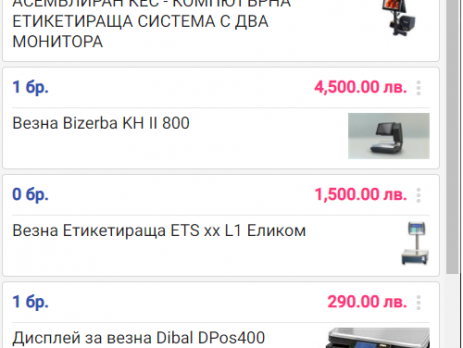 АСЕМБЛИРАН КЕС - КОМПЮТЪРНА
ЕТИКЕТИРАЩА СИСТЕМА С ДВА
МОНИТОРА
1 бр. 4,500.00 лв.
Везна Bizerba KH II 800
0 бр. 1,500.00 лв.
Везна Етикетираща ETS xx L1 Еликом
1 бр. 290.00 лв.
Дисплей за везна Dibal DPos400